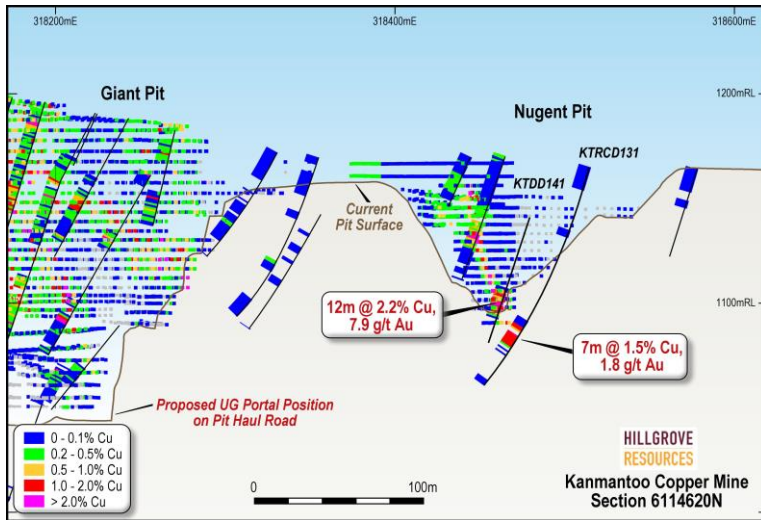 318200mE
318400mE
318600mE
1200mRL
Giant Pit
Nugent Pit
KTRCD131
KTDD141
Current
Pit Surface
1100mRL
12m @ 2.2% Cu,
7.9 g/t Au
7m @ 1.5% Cu,
1.8 g/t Au
Proposed UG Portal Position
on Pit Haul Road
0 - 0.1% Cu
0.2 - 0.5% Cu
0.5 - 1.0% Cu
1.0 - 2.0% Cu
> 2.0% Cu
0
100m
HILLGROVE
RESOURCES
Kanmantoo Copper Mine
Section 6114620N